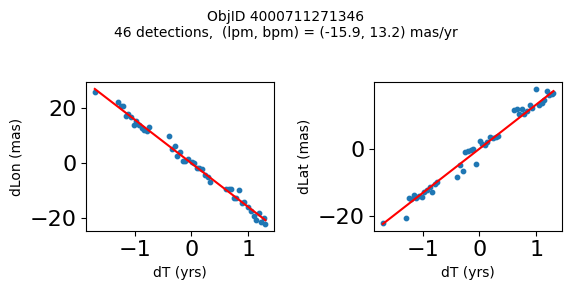 ObjID 4000711271346
46 detections,  (lpm, bpm) = (-15.9, 13.2) mas/yr
dLon (mas)
20
0
−20
−1
0
1
dT (yrs)
dLat (mas)
0
−20
−1
0
1
dT (yrs)